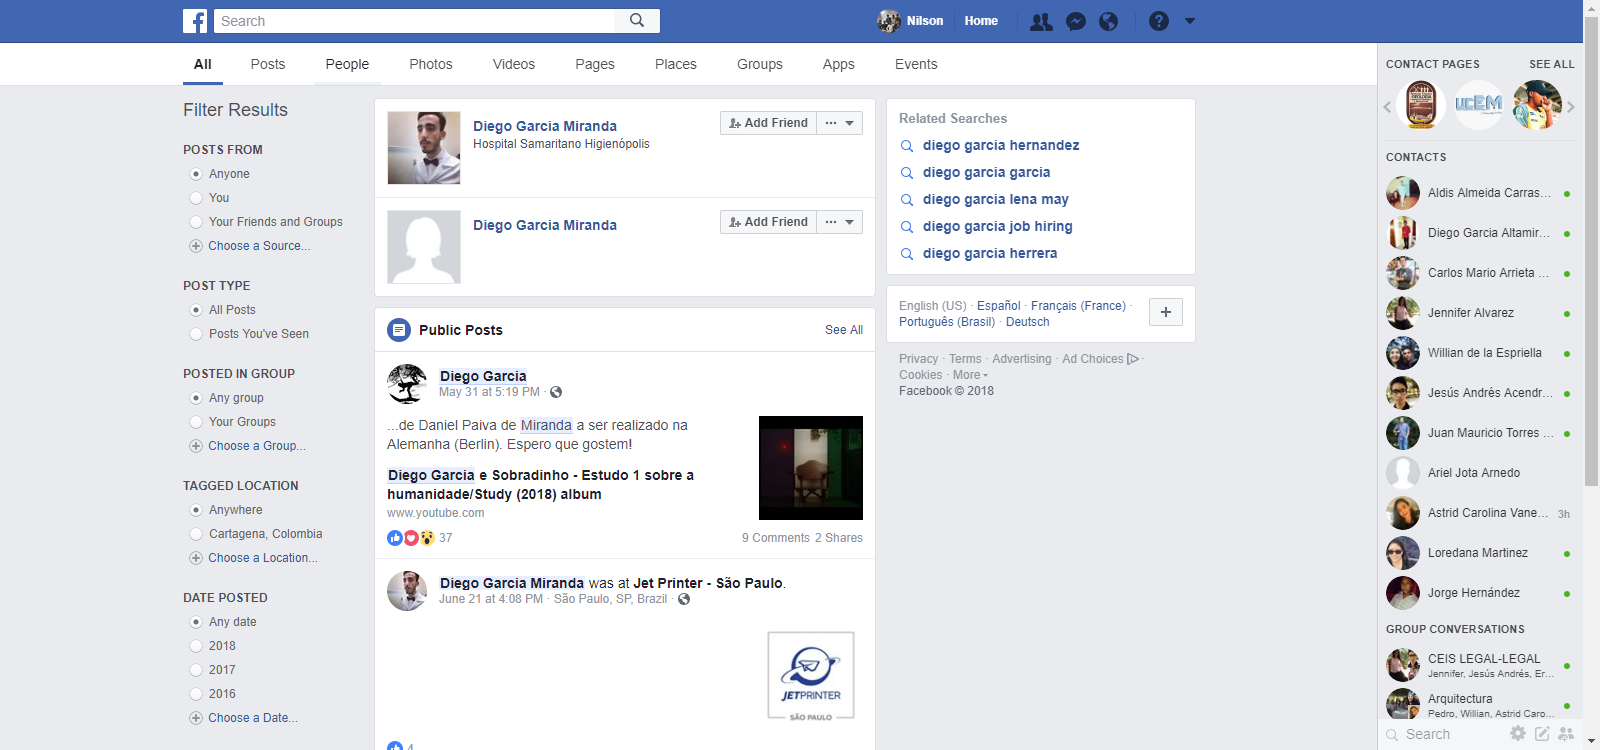 Search
Nilson
Home
All
Posts
People
Photos
Videos
Pages
Places
Groups
Apps
Events
Filter Results
POSTS FROM
Anyone
You
Your Friends and Groups
Choose a Source...
POST TYPE
All Posts
Posts You've Seen
POSTED IN GROUP
Any group
Your Groups
Choose a Group...
TAGGED LOCATION
Anywhere
Cartagena, Colombia
Choose a Location...
DATE POSTED
Any date
2018
2017
2016
Choose a Date...
Diego Garcia Miranda
Hospital Samaritano Higienópolis
Add Friend
Diego Garcia Miranda
Add Friend
Public Posts
See All
Diego Garcia
May 31 at 5:19 PM ·
...de Daniel Paiva de Miranda a ser realizado na
Alemanha (Berlin). Espero que gostem!
Diego Garcia e Sobradinho - Estudo 1 sobre a
humanidade/Study (2018) album
www.youtube.com
37
9 Comments 2 Shares
Diego Garcia Miranda was at Jet Printer - São Paulo.
June 21 at 4:08 PM · São Paulo, SP, Brazil ·
JETPRINTER
SÃO PAULO
4
Related Searches
diego garcia hernandez
diego garcia garcia
diego garcia lena may
diego garcia job hiring
diego garcia herrera
English (US) · Español · Français (France) ·
Português (Brasil) · Deutsch
Privacy · Terms · Advertising · Ad Choices ·
Cookies · More
Facebook © 2018
CONTACT PAGES
SEE ALL
UCEM
CONTACTS
Aldis Almeida Carras...
Diego Garcia Altamir...
Carlos Mario Arrieta ...
Jennifer Alvarez
Willian de la Espriella
Jesús Andrés Acendr...
Juan Mauricio Torres ...
Ariel Jota Arnedo
Astrid Carolina Vane...
3h
Loredana Martinez
Jorge Hernández
GROUP CONVERSATIONS
CEIS LEGAL-LEGAL
Jennifer, Jesús Andrés, Er...
Arquitectura
Pedro, Willian, Astrid Caro...
Search